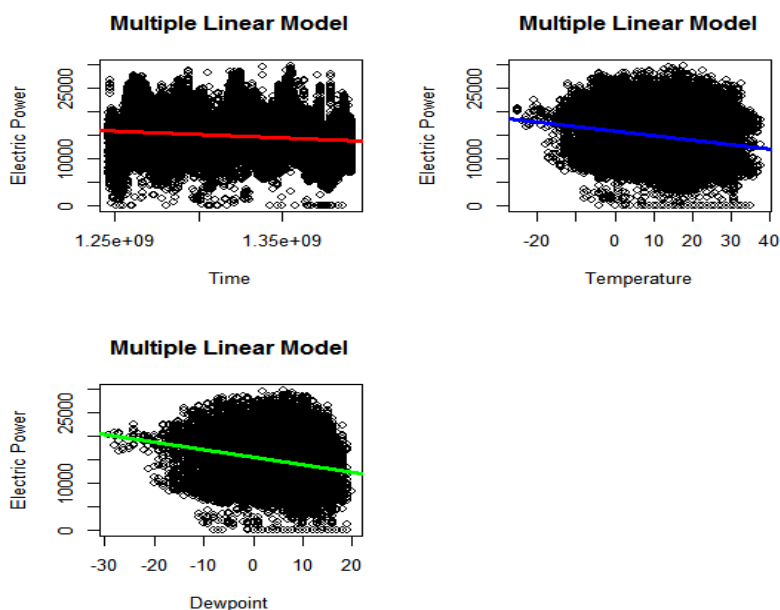 Multiple Linear Model
Electric Power
0 10000 25000
1.25e+09 1.35e+09
Time
Multiple Linear Model
Electric Power
0 10000 25000
-20 0 10 20 30 40
Temperature
Multiple Linear Model
Electric Power
0 10000 25000
-30 -20 -10 0 10 20
Dewpoint